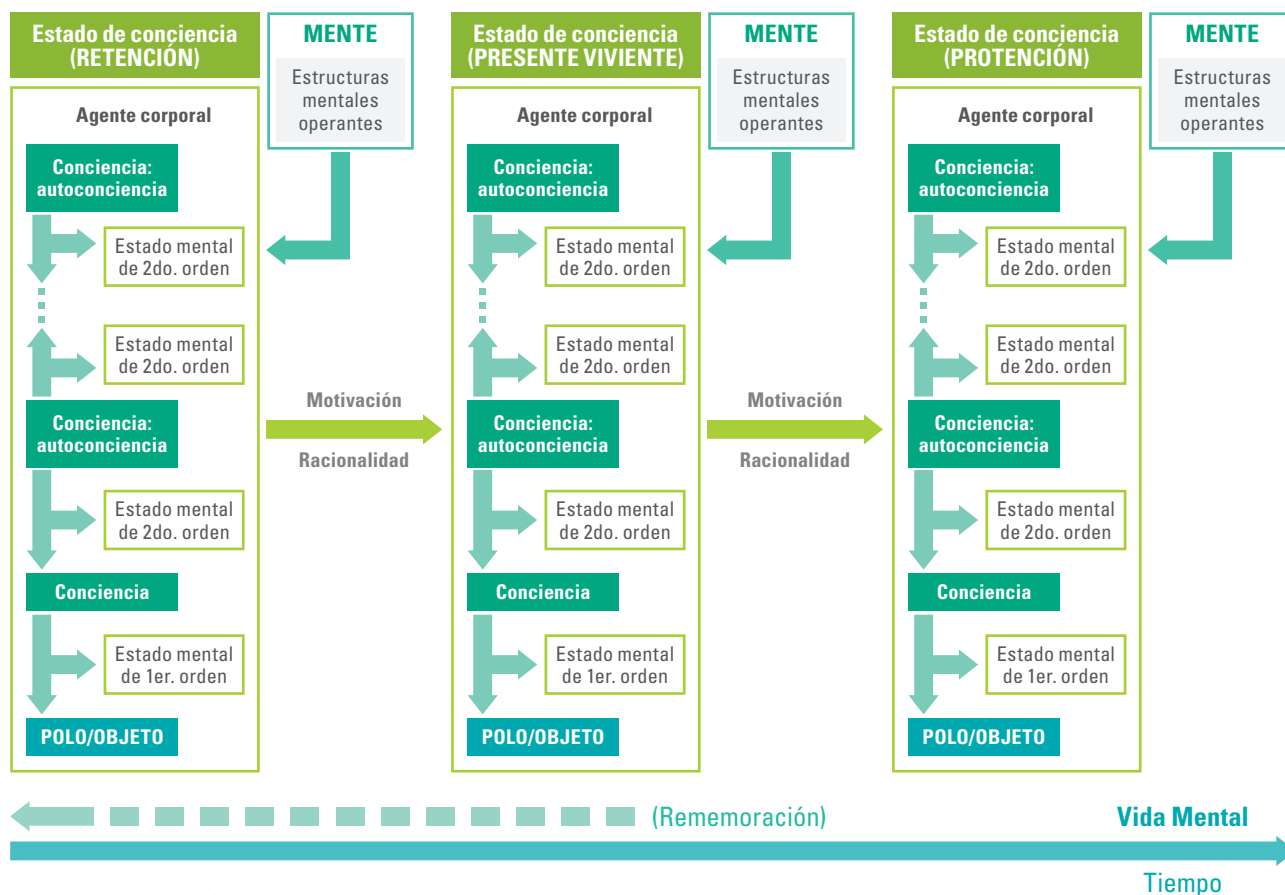 Estado de conciencia
(RETENCIÓN)
MENTE
Estructuras
mentales
operantes
Agente corporal
Conciencia:
autoconciencia
Estado mental
de 2do. orden
Estado mental
de 2do. orden
Conciencia:
autoconciencia
Estado mental
de 2do. orden
Conciencia
Estado mental
de 1er. orden
POLO/OBJETO
Motivación
Racionalidad
Estado de conciencia
(PRESENTE VIVIENTE)
MENTE
Estructuras
mentales
operantes
Agente corporal
Conciencia:
autoconciencia
Estado mental
de 2do. orden
Estado mental
de 2do. orden
Conciencia:
autoconciencia
Estado mental
de 2do. orden
Conciencia
Estado mental
de 1er. orden
POLO/OBJETO
Motivación
Racionalidad
Estado de conciencia
(PROTENCIÓN)
MENTE
Estructuras
mentales
operantes
Agente corporal
Conciencia:
autoconciencia
Estado mental
de 2do. orden
Estado mental
de 2do. orden
Conciencia:
autoconciencia
Estado mental
de 2do. orden
Conciencia
Estado mental
de 1er. orden
POLO/OBJETO
(Rememoración)
Vida Mental
Tiempo